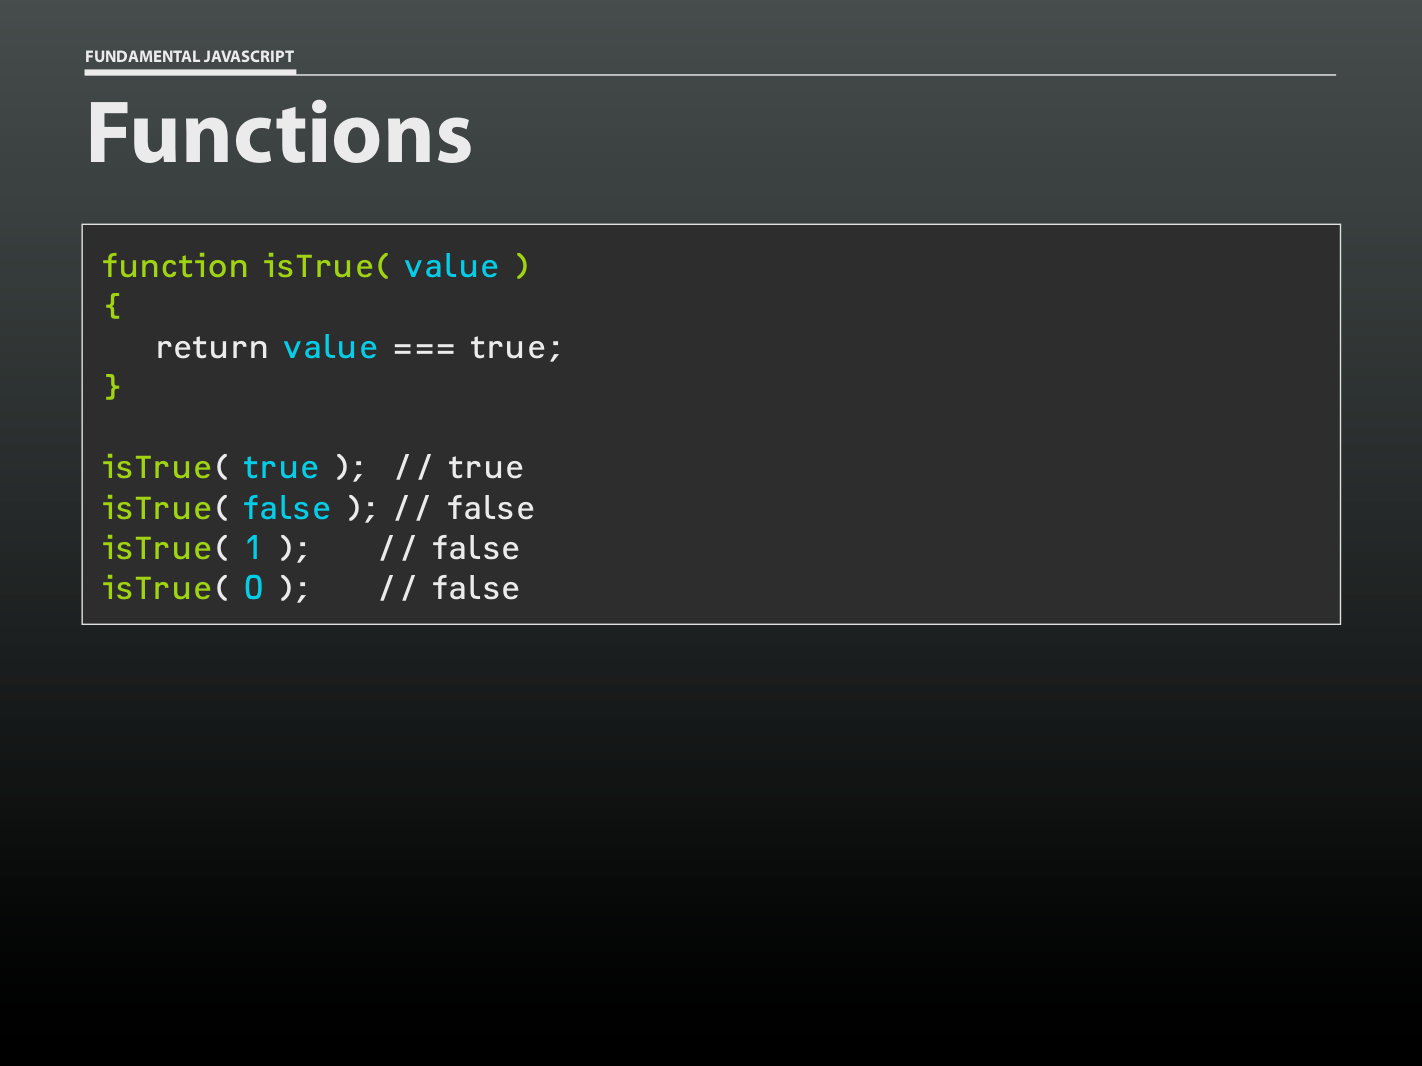 FUNDAMENTAL JAVASCRIPT
Functions
function isTrue( value )
{
   return value === true;
}
isTrue( true );  // true
isTrue( false ); // false
isTrue( 1 );    // false
isTrue( 0 );    // false